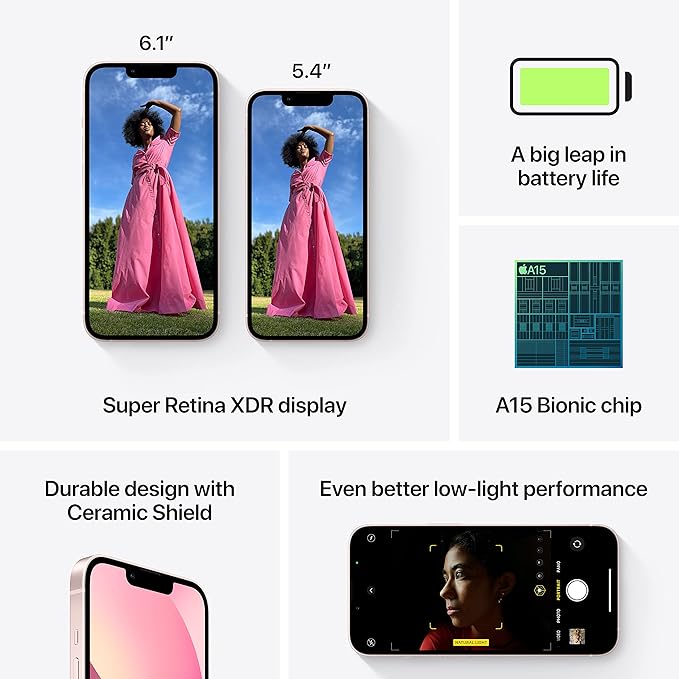 6.1″
5.4″
Super Retina XDR display
A big leap in
battery life
A15
A15 Bionic chip
Durable design with
Ceramic Shield
Even better low-light performance
NATURAL LIGHT
PHOTO
PORTRAIT
PANO